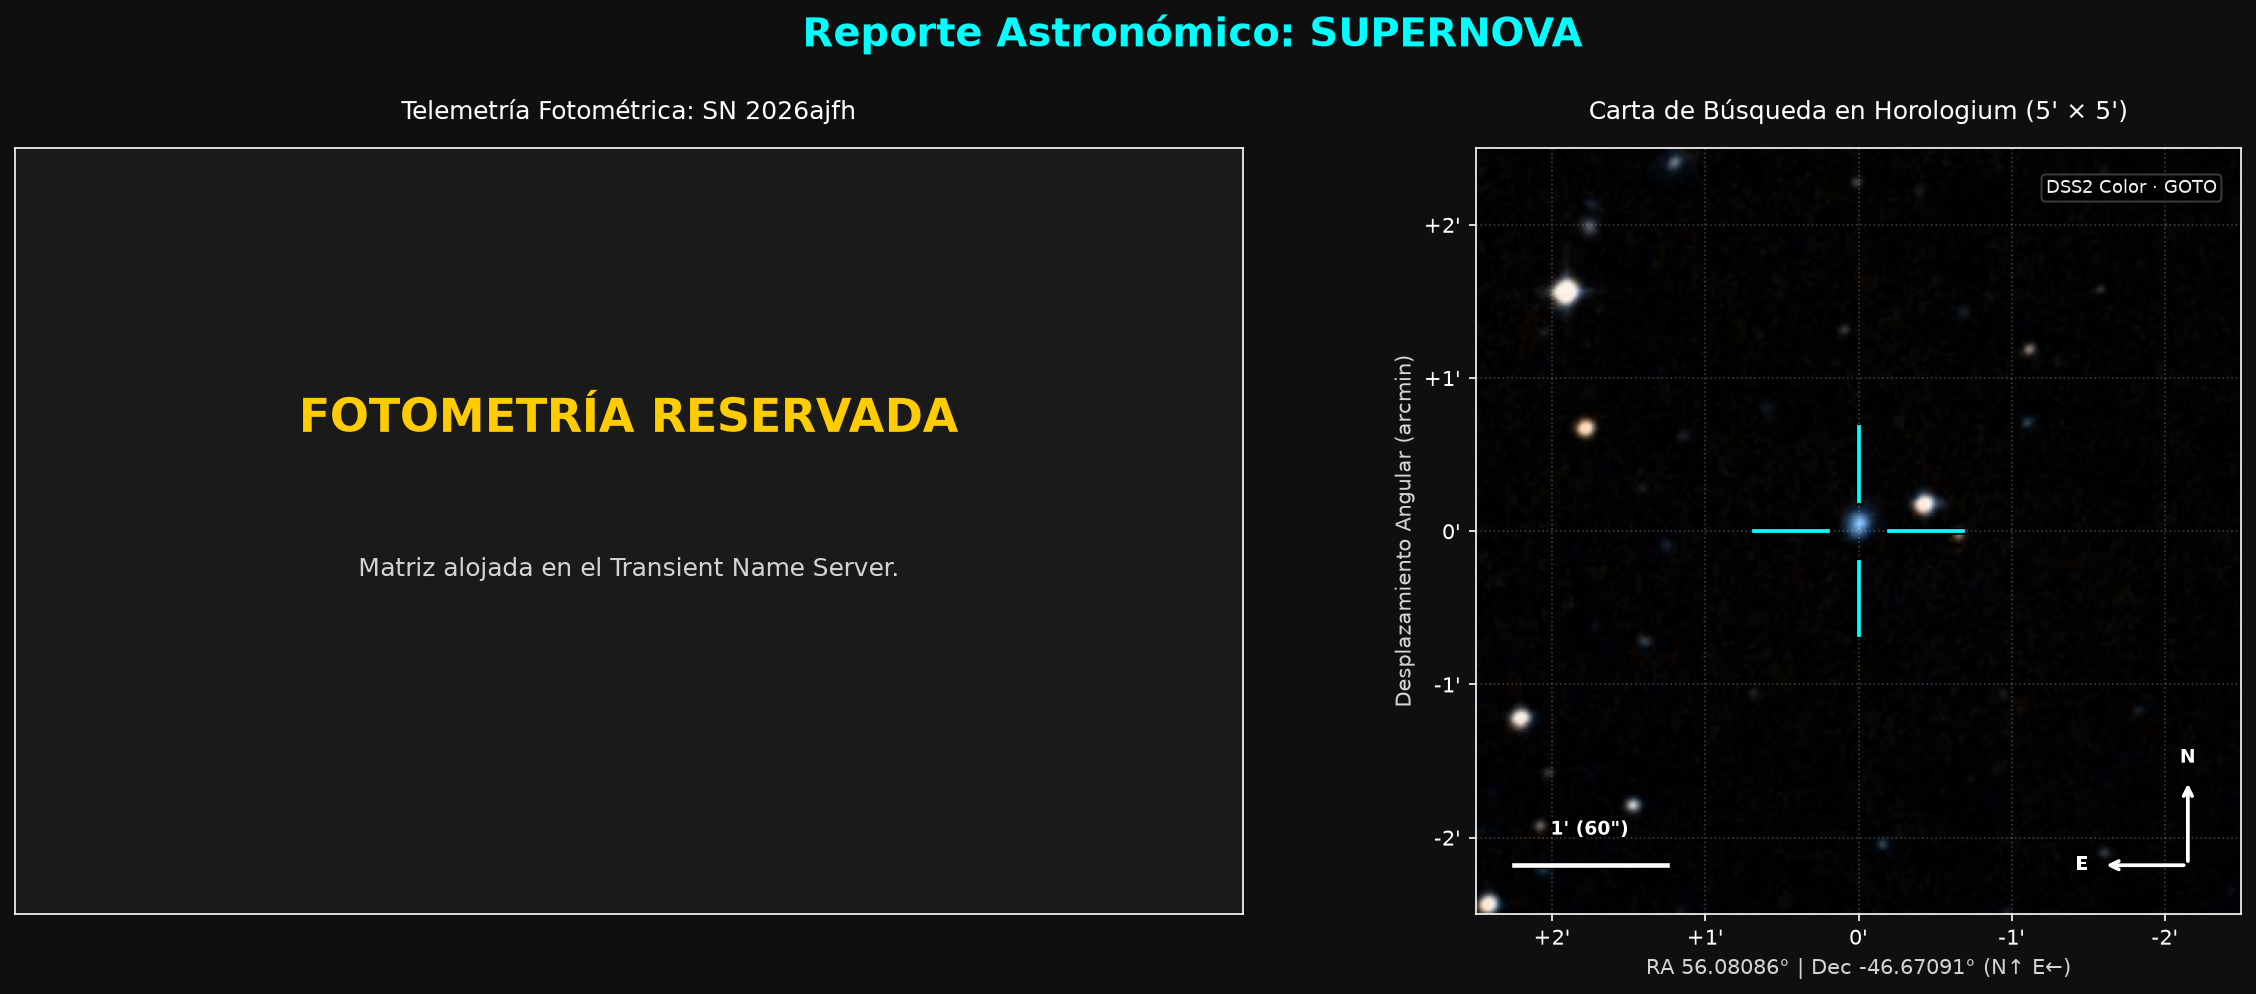 Reporte Astronómico: SUPERNOVA
Telemetría Fotométrica: SN 2026ajfh
FOTOMETRÍA RESERVADA
Matriz alojada en el Transient Name Server.
Carta de Búsqueda en Horologium (5' × 5')
DSS2 Color · GOTO
Desplazamiento Angular (arcmin)
+2'
+1'
0'
-1'
-2'
N
E
1' (60")
+2' +1' 0' -1' -2'
RA 56.08086° | Dec -46.67091° (N↑ E←)